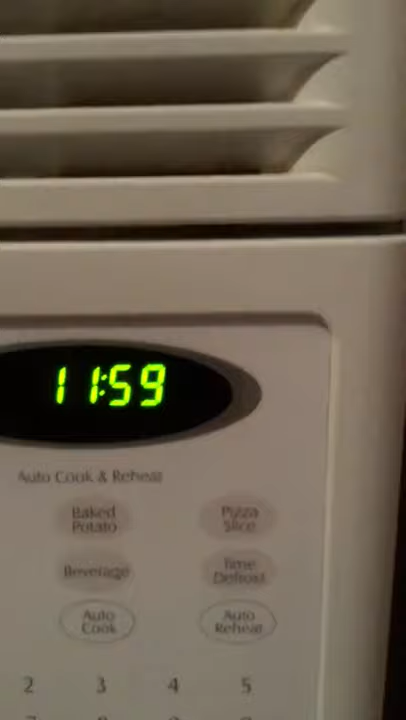 11:59
Auto Cook & Reheat
Baked Potato
Pizza Slice
Beverage
Time Defrost
Auto Cook
Auto Reheat
2 3 4 5